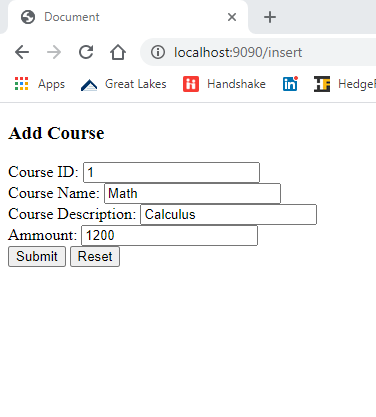 Document
localhost:9090/insert
Apps Great Lakes Handshake HedgeF
Add Course
Course ID: 1
Course Name: Math
Course Description: Calculus
Ammount: 1200
Submit Reset